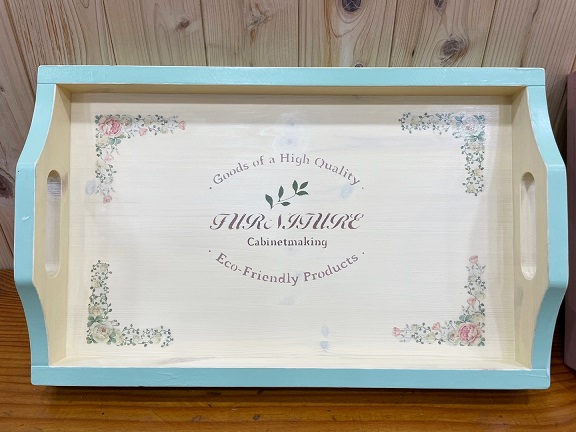 · Goods of a High Quality ·
FURNITURE
Cabinetmaking
· Eco-Friendly Products ·